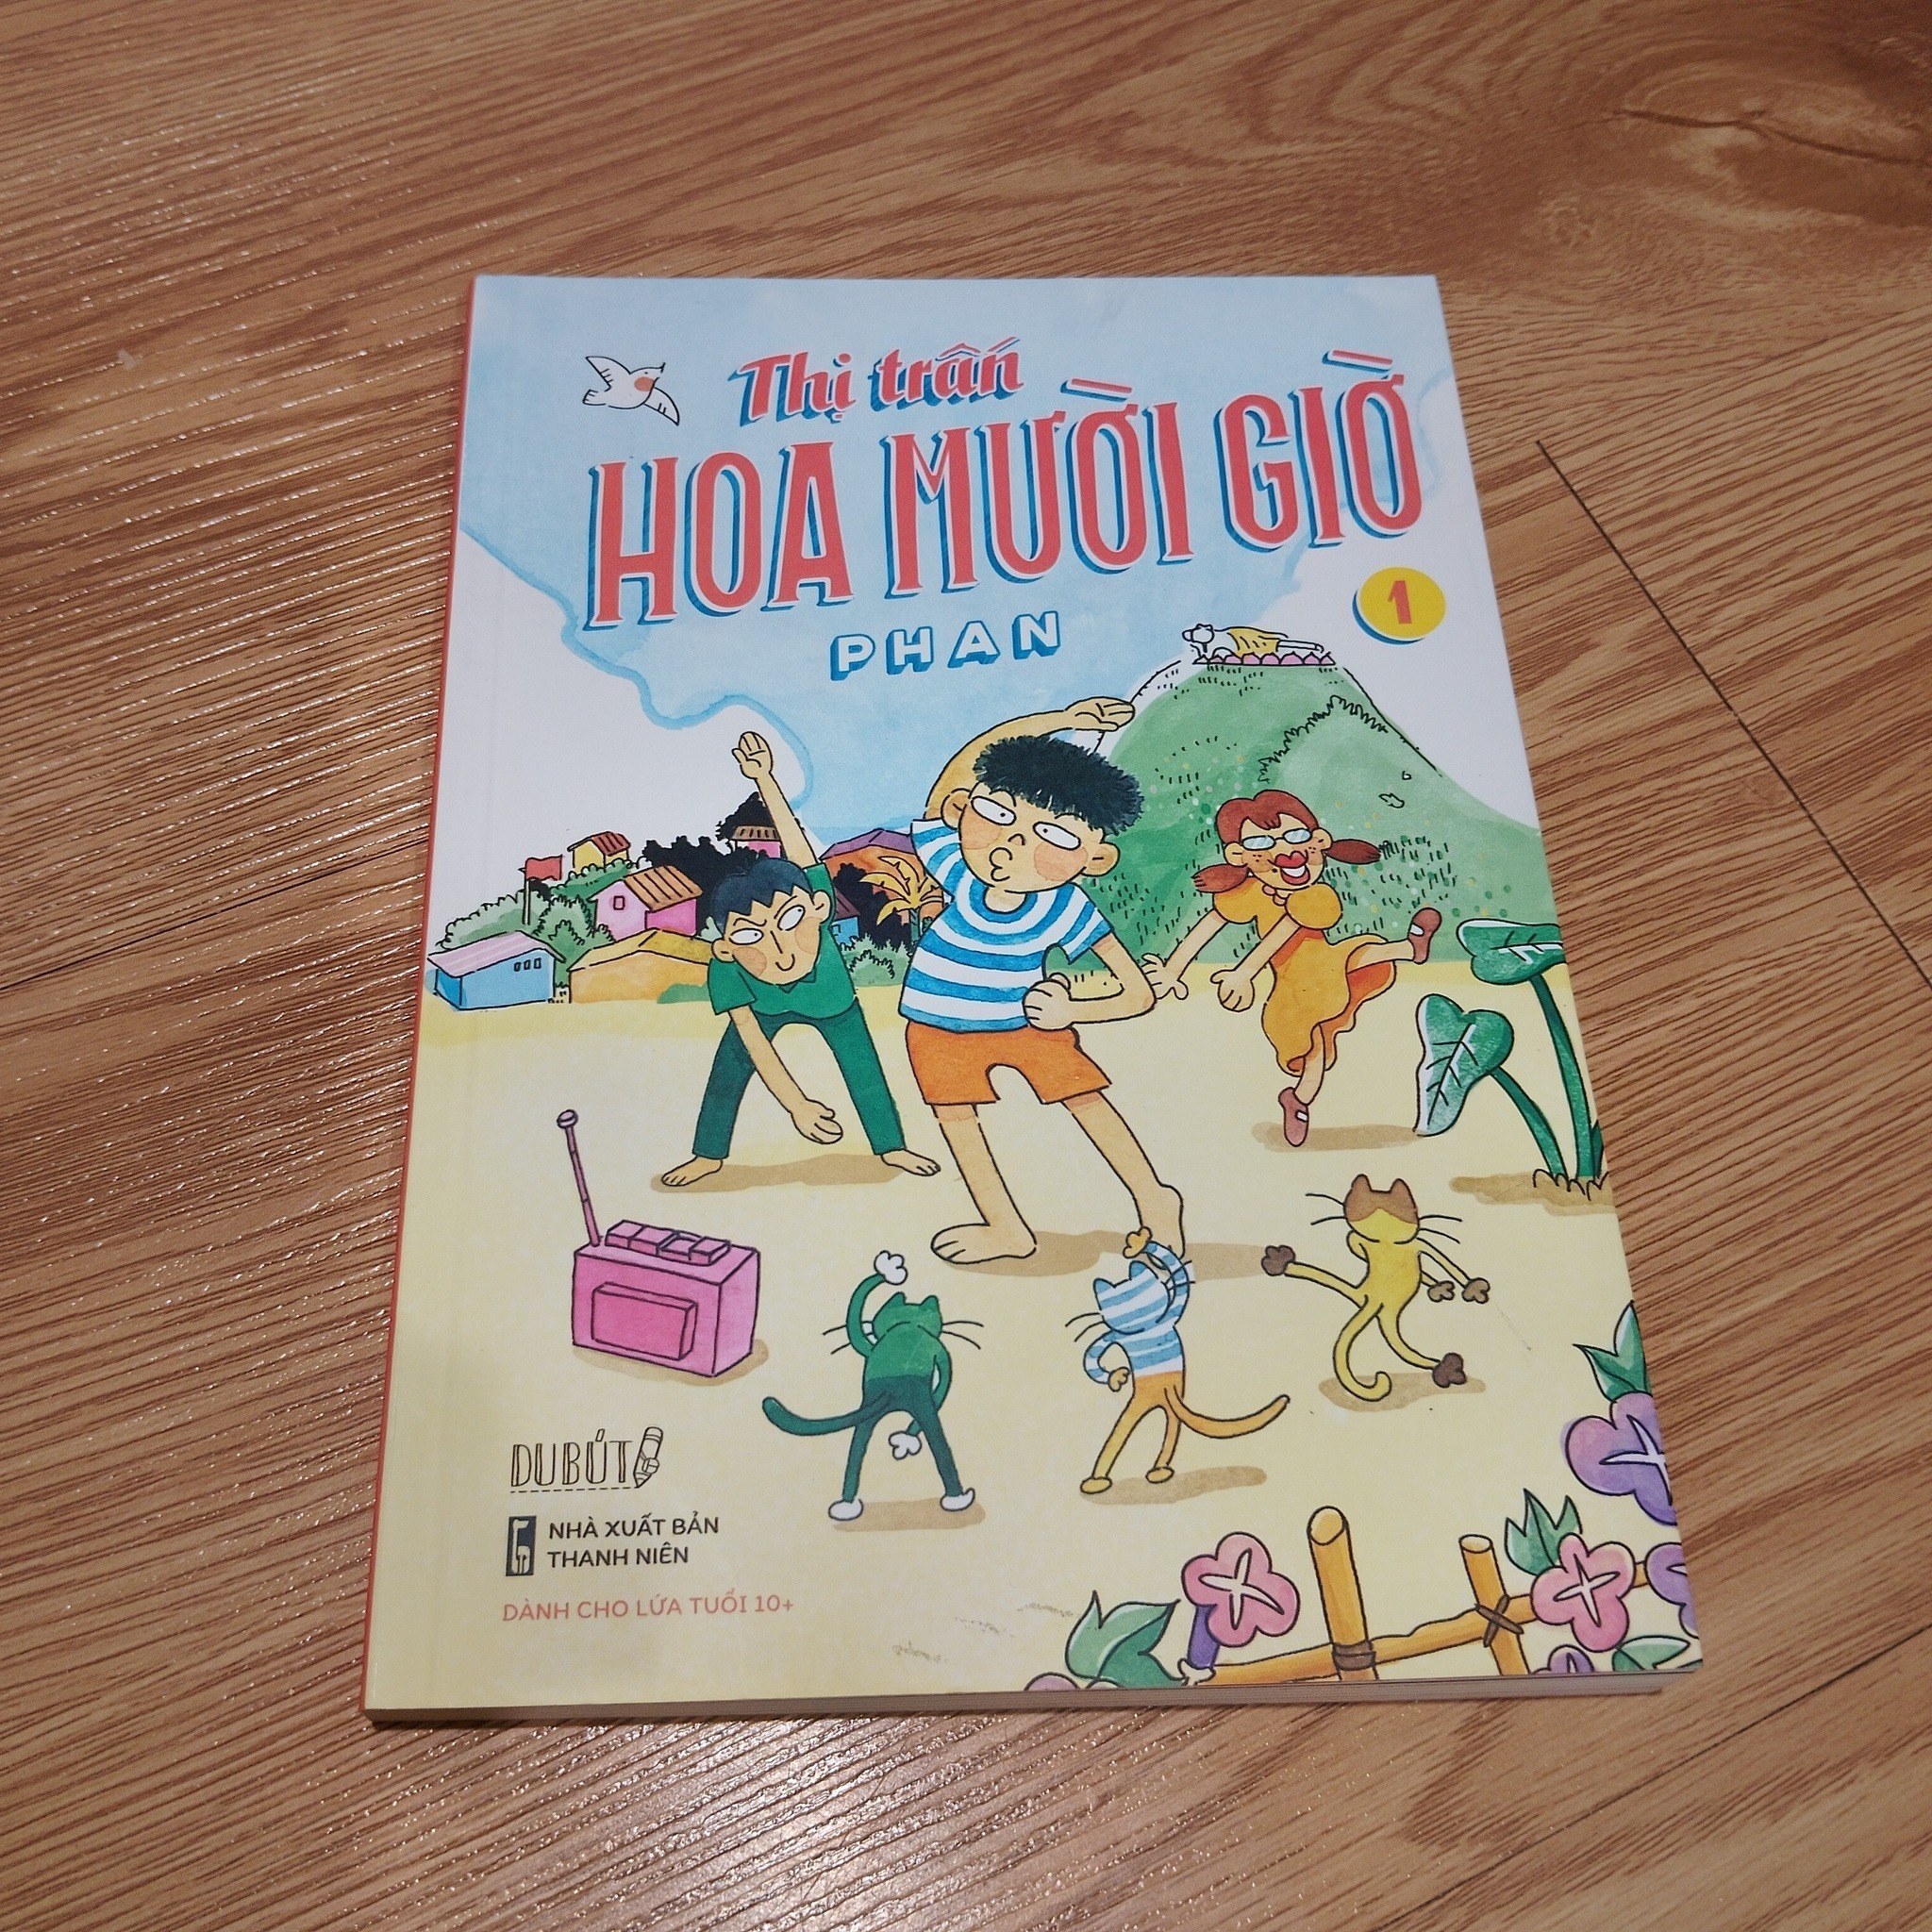 Thị trấn
HOA MƯỜI GIỜ
1
PHAN
DUBÚT
NHÀ XUẤT BẢN
THANH NIÊN
DÀNH CHO LỨA TUỔI 10+